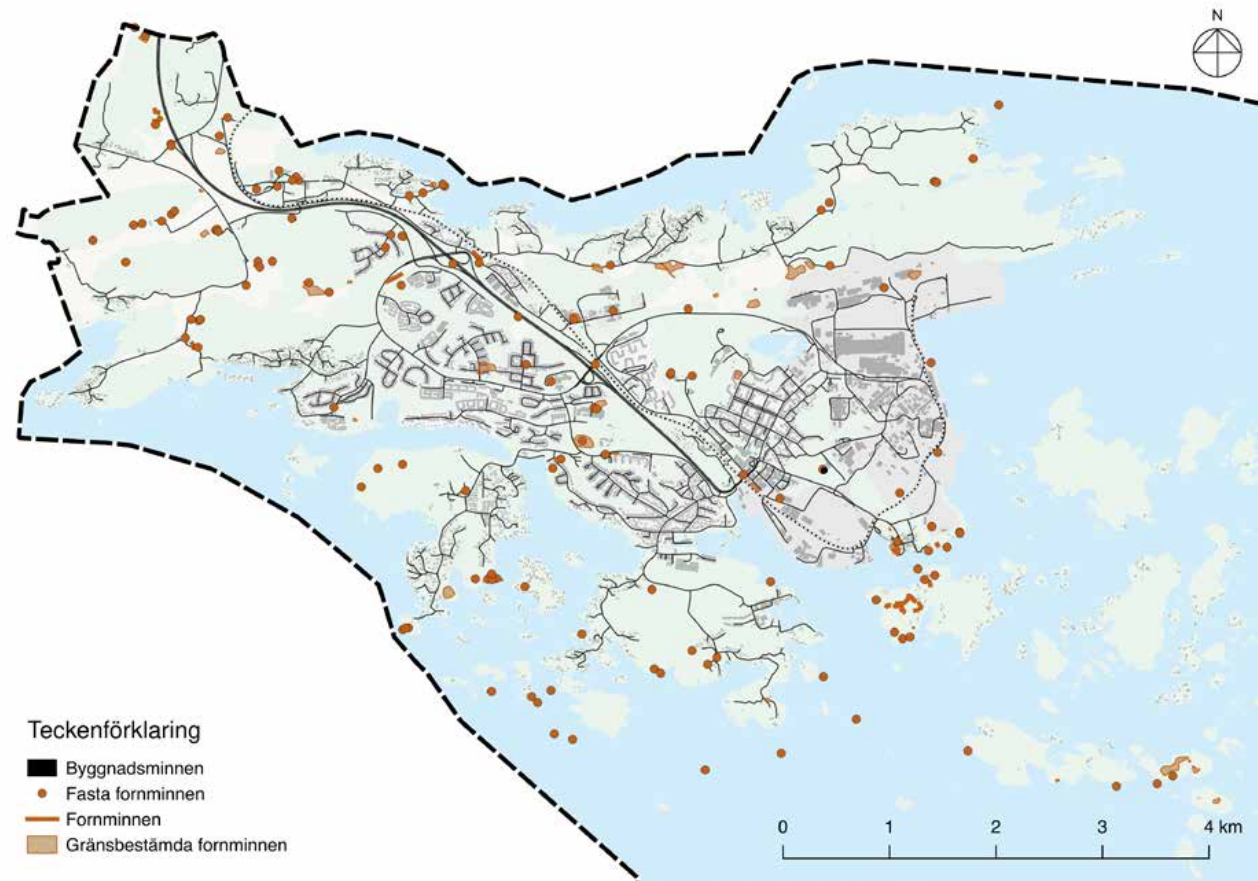 N
Teckenförklaring
Byggnadsminnen
Fasta fornminnen
Fornminnen
Gränsbestämda fornminnen
0 1 2 3 4 km